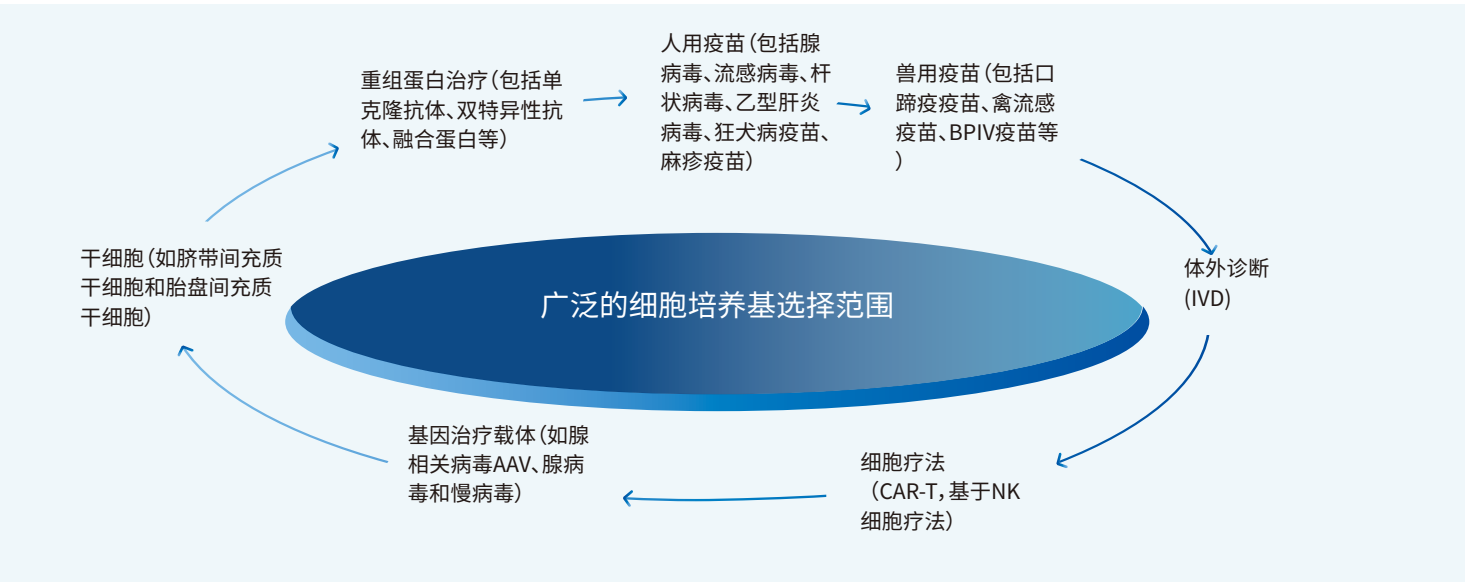 重组蛋白治疗(包括单
克隆抗体、双特异性抗
体、融合蛋白等)
人用疫苗(包括腺
病毒、流感病毒、杆
状病毒、乙型肝炎
病毒、狂犬病疫苗、
麻疹疫苗)
兽用疫苗(包括口
蹄疫疫苗、禽流感
疫苗、BPIV疫苗等
)
体外诊断
(IVD)
细胞疗法
(CAR-T,基于NK
细胞疗法)
基因治疗载体(如腺
相关病毒AAV、腺病
毒和慢病毒)
干细胞(如脐带间充质
干细胞和胎盘间充质
干细胞)
广泛的细胞培养基选择范围